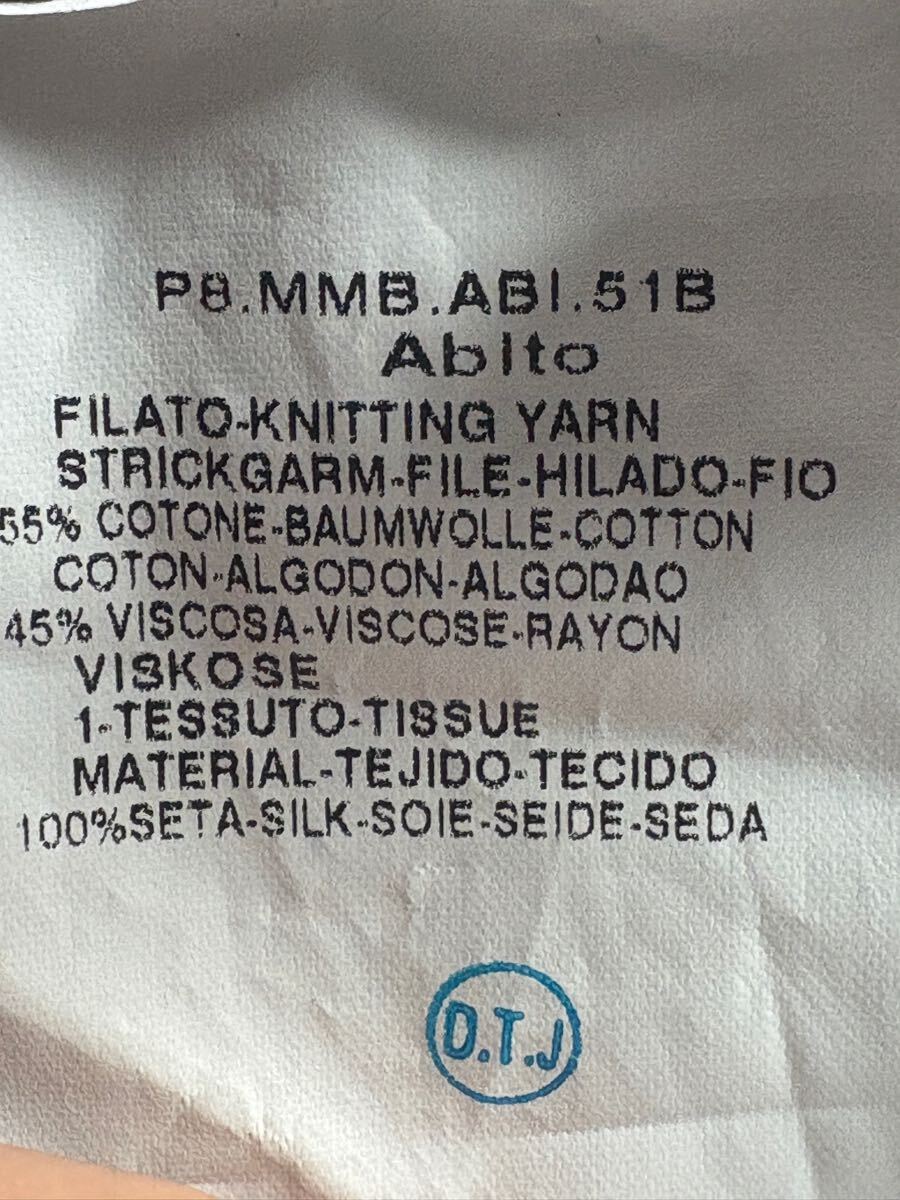 P8.MMB.ABI.51B
Abito
FILATO-KNITTING YARN
STRICKGARM-FILE-HILADO-FIO
55% COTONE-BAUMWOLLE-COTTON
COTON-ALGODON-ALGODAO
45% VISCOSA-VISCOSE-RAYON
VISKOSE
1-TESSUTO-TISSUE
MATERIAL-TEJIDO-TECIDO
100%SETA-SILK-SOIE-SEIDE-SEDA
D.T.J